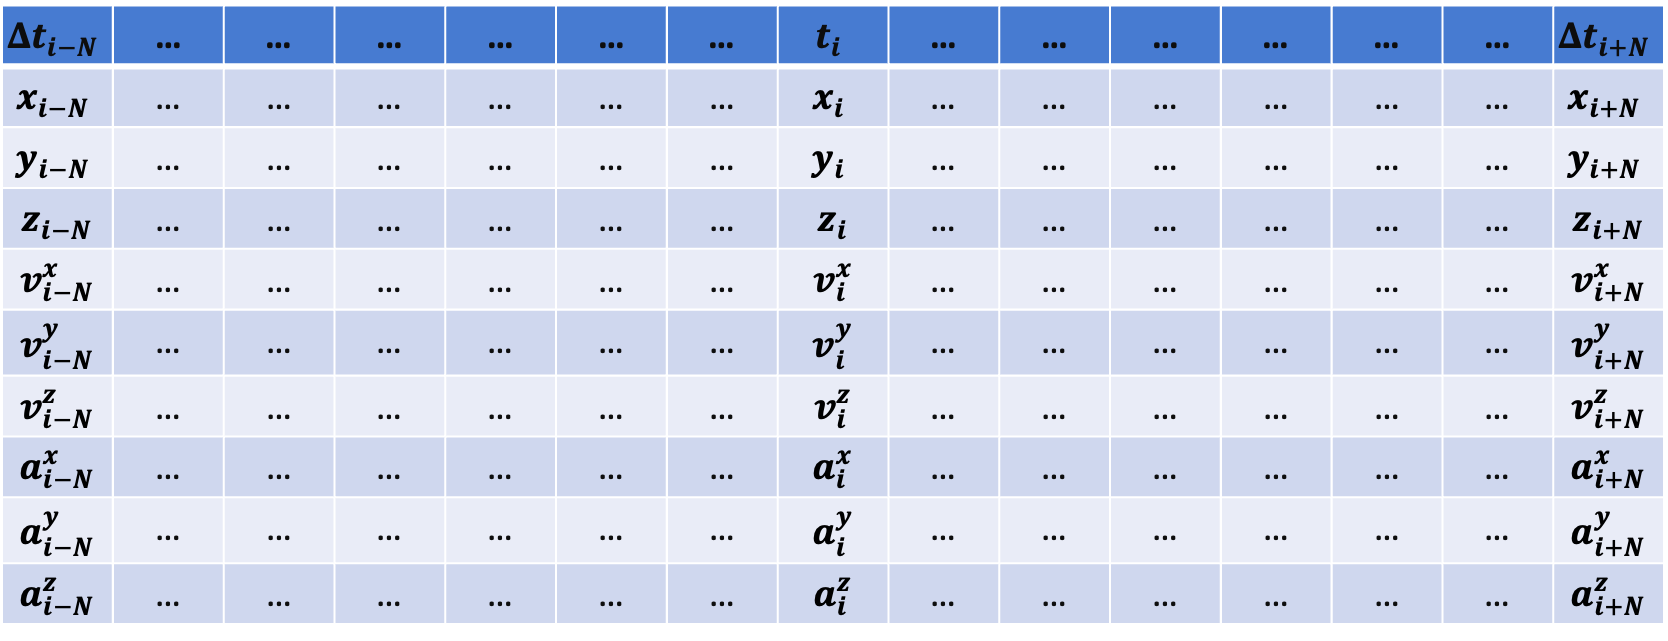 Δt_{i−N} ... ... ... ... ... ... t_i ... ... ... ... ... ... Δt_{i+N}
x_{i−N} ... ... ... ... ... ... x_i ... ... ... ... ... ... x_{i+N}
y_{i−N} ... ... ... ... ... ... y_i ... ... ... ... ... ... y_{i+N}
z_{i−N} ... ... ... ... ... ... z_i ... ... ... ... ... ... z_{i+N}
v^x_{i−N} ... ... ... ... ... ... v^x_i ... ... ... ... ... ... v^x_{i+N}
v^y_{i−N} ... ... ... ... ... ... v^y_i ... ... ... ... ... ... v^y_{i+N}
v^z_{i−N} ... ... ... ... ... ... v^z_i ... ... ... ... ... ... v^z_{i+N}
a^x_{i−N} ... ... ... ... ... ... a^x_i ... ... ... ... ... ... a^x_{i+N}
a^y_{i−N} ... ... ... ... ... ... a^y_i ... ... ... ... ... ... a^y_{i+N}
a^z_{i−N} ... ... ... ... ... ... a^z_i ... ... ... ... ... ... a^z_{i+N}